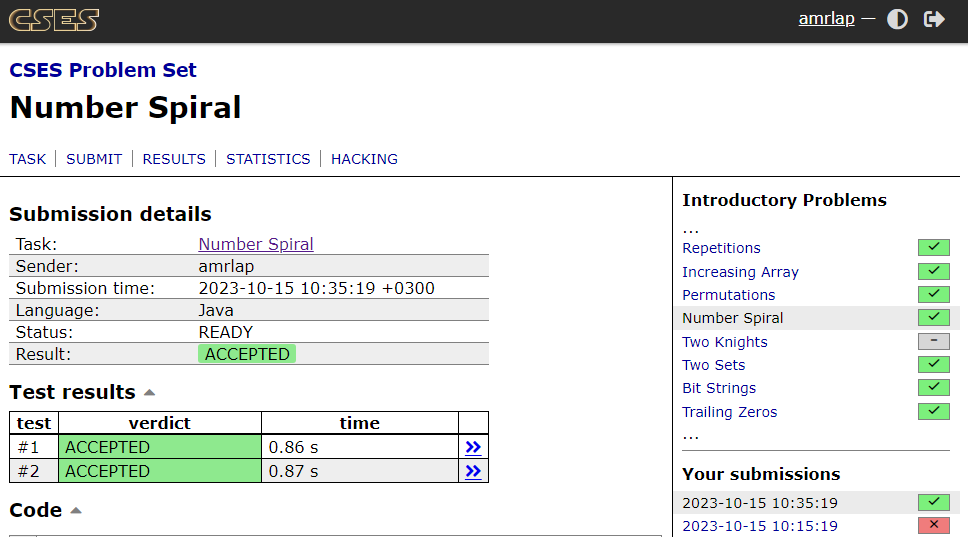 CSES
amrlap —
CSES Problem Set
Number Spiral
TASK | SUBMIT | RESULTS | STATISTICS | HACKING
Submission details
Task: Number Spiral
Sender: amrlap
Submission time: 2023-10-15 10:35:19 +0300
Language: Java
Status: READY
Result: ACCEPTED
Test results
test verdict time
#1 ACCEPTED 0.86 s
#2 ACCEPTED 0.87 s
Code
Introductory Problems
...
Repetitions
Increasing Array
Permutations
Number Spiral
Two Knights –
Two Sets
Bit Strings
Trailing Zeros
...
Your submissions
2023-10-15 10:35:19
2023-10-15 10:15:19